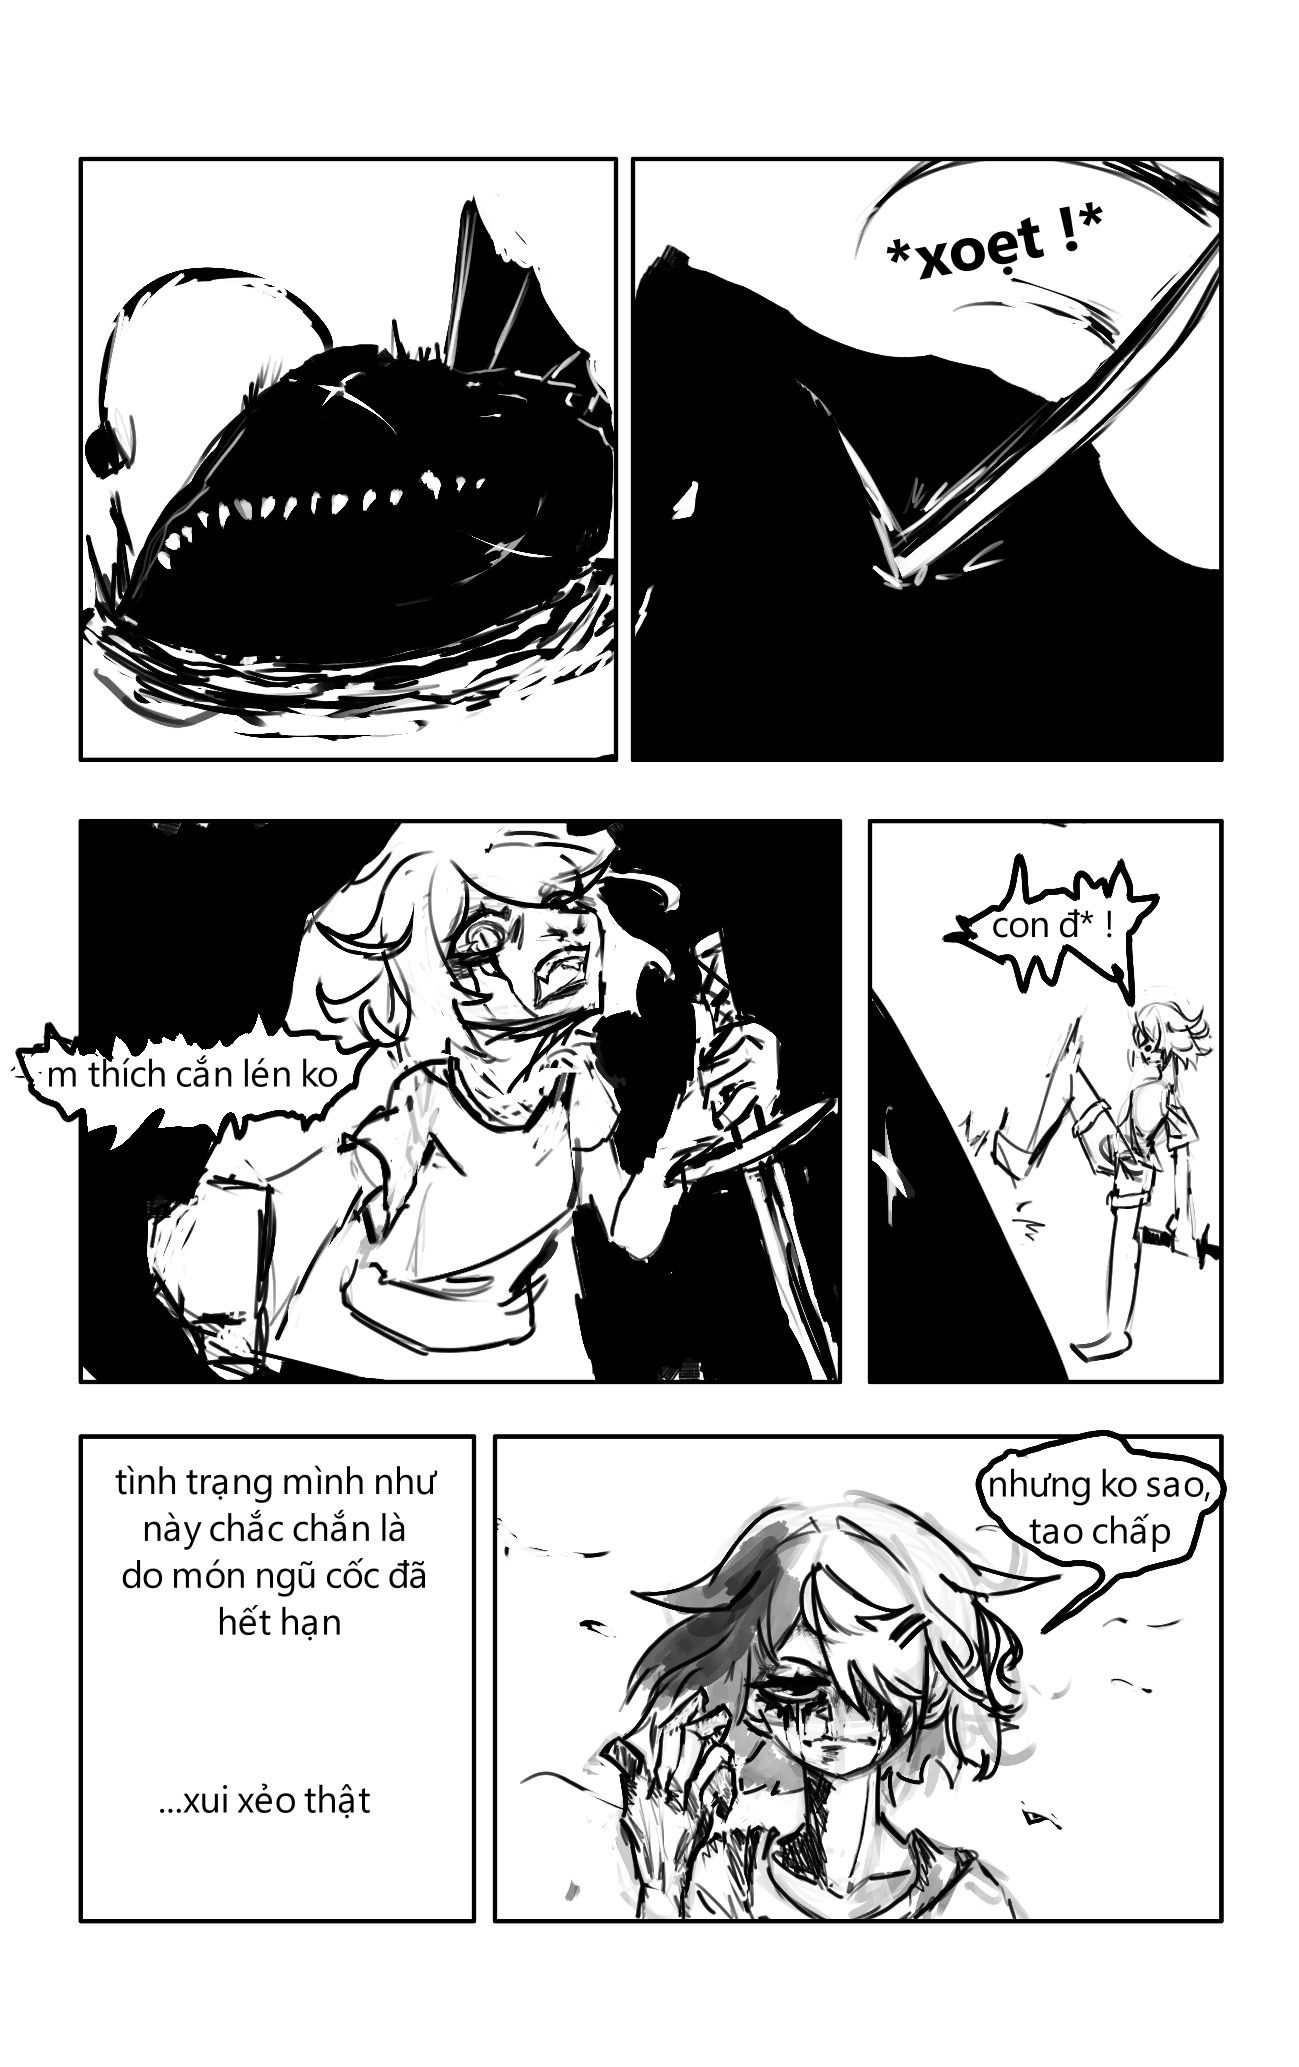 *xoẹt !*
m thích cắn lén ko
con đ* !
tình trạng mình như
này chắc chắn là
do món ngũ cốc đã
hết hạn
...xui xẻo thật
nhưng ko sao,
tao chấp